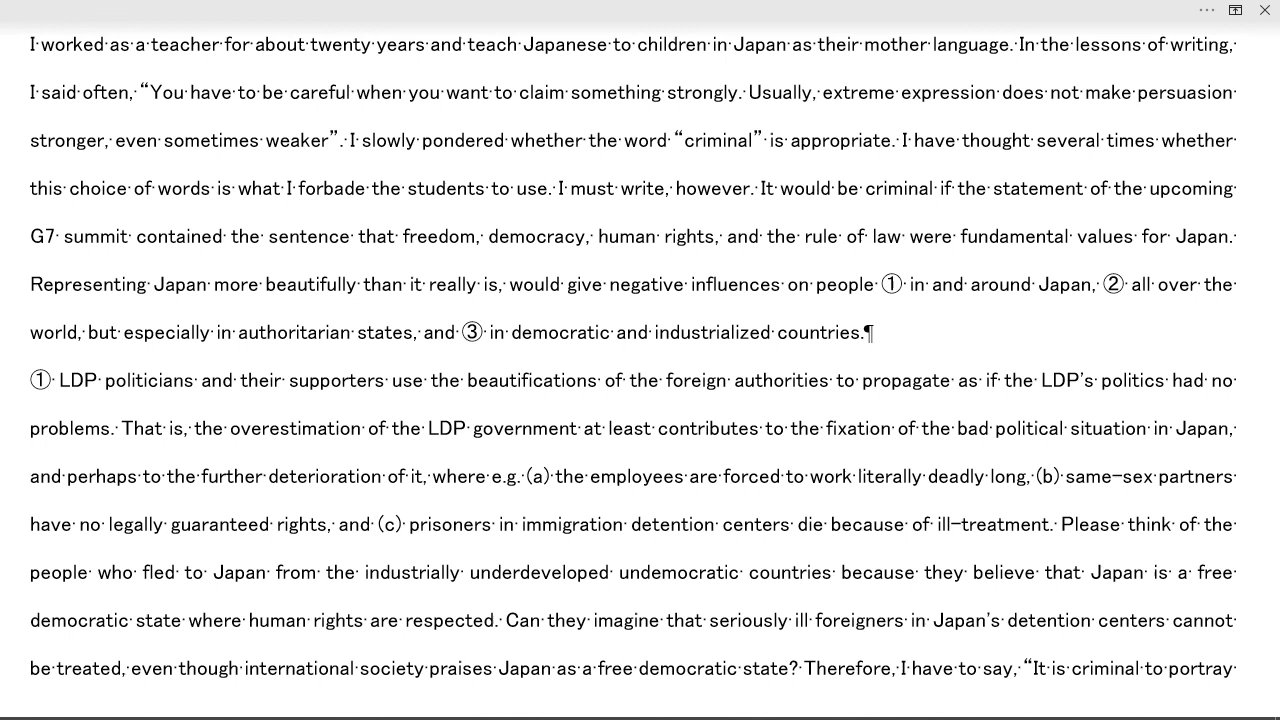 I worked as a teacher for about twenty years and teach Japanese to children in Japan as their mother language. In the lessons of writing,
I said often, “You have to be careful when you want to claim something strongly. Usually, extreme expression does not make persuasion
stronger, even sometimes weaker”. I slowly pondered whether the word “criminal” is appropriate. I have thought several times whether
this choice of words is what I forbade the students to use. I must write, however. It would be criminal if the statement of the upcoming
G7 summit contained the sentence that freedom, democracy, human rights, and the rule of law were fundamental values for Japan.
Representing Japan more beautifully than it really is, would give negative influences on people ① in and around Japan, ② all over the
world, but especially in authoritarian states, and ③ in democratic and industrialized countries.¶
① LDP politicians and their supporters use the beautifications of the foreign authorities to propagate as if the LDP’s politics had no
problems. That is, the overestimation of the LDP government at least contributes to the fixation of the bad political situation in Japan,
and perhaps to the further deterioration of it, where e.g. (a) the employees are forced to work literally deadly long, (b) same-sex partners
have no legally guaranteed rights, and (c) prisoners in immigration detention centers die because of ill-treatment. Please think of the
people who fled to Japan from the industrially underdeveloped undemocratic countries because they believe that Japan is a free
democratic state where human rights are respected. Can they imagine that seriously ill foreigners in Japan's detention centers cannot
be treated, even though international society praises Japan as a free democratic state? Therefore, I have to say, “It is criminal to portray